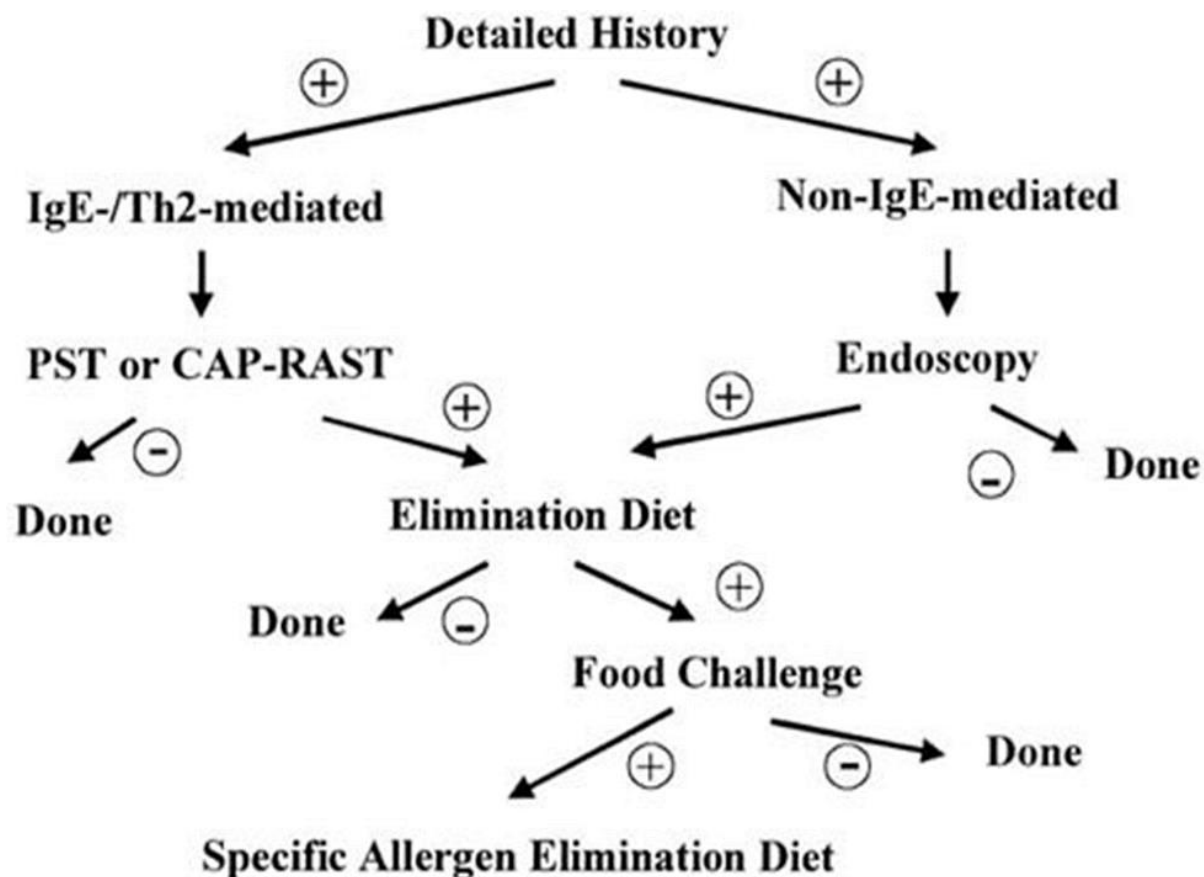 Detailed History
+ +
IgE-/Th2-mediated Non-IgE-mediated
PST or CAP-RAST Endoscopy
+ +
- - Done
Done Elimination Diet
+
Done -
Food Challenge
+ - Done
Specific Allergen Elimination Diet